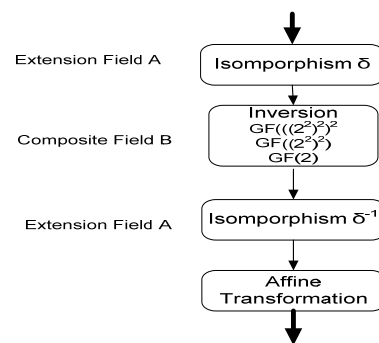 Extension Field A
Isomporphism δ
Inversion
GF(((2²)²)²
GF((2²)²)
GF(2)
Composite Field B
Isomporphism δ⁻¹
Extension Field A
Affine
Transformation